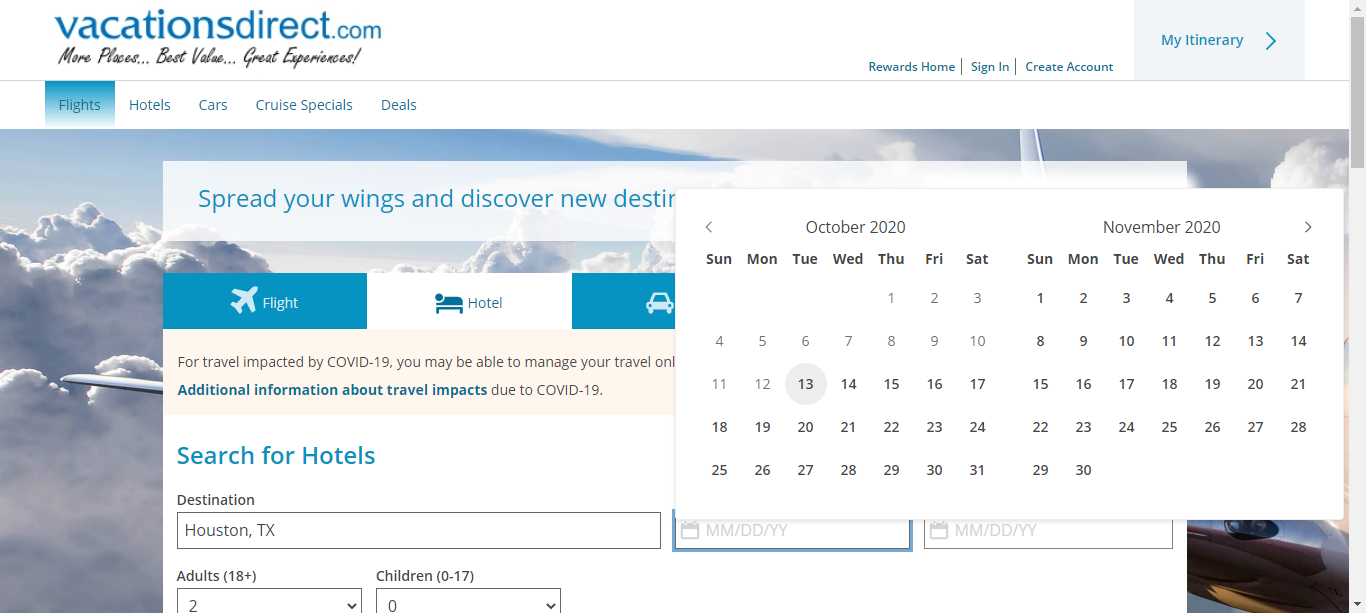 vacationsdirect.com
More Places... Best Value... Great Experiences!
Rewards Home
Sign In
Create Account
My Itinerary
Flights
Hotels
Cars
Cruise Specials
Deals
Spread your wings and discover new destin
Flight
Hotel
For travel impacted by COVID-19, you may be able to manage your travel onl
Additional information about travel impacts due to COVID-19.
Search for Hotels
Destination
Houston, TX
MM/DD/YY
MM/DD/YY
Adults (18+)
Children (0-17)
2
0
October 2020
Sun Mon Tue Wed Thu Fri Sat
1 2 3
4 5 6 7 8 9 10
11 12 13 14 15 16 17
18 19 20 21 22 23 24
25 26 27 28 29 30 31
November 2020
Sun Mon Tue Wed Thu Fri Sat
1 2 3 4 5 6 7
8 9 10 11 12 13 14
15 16 17 18 19 20 21
22 23 24 25 26 27 28
29 30